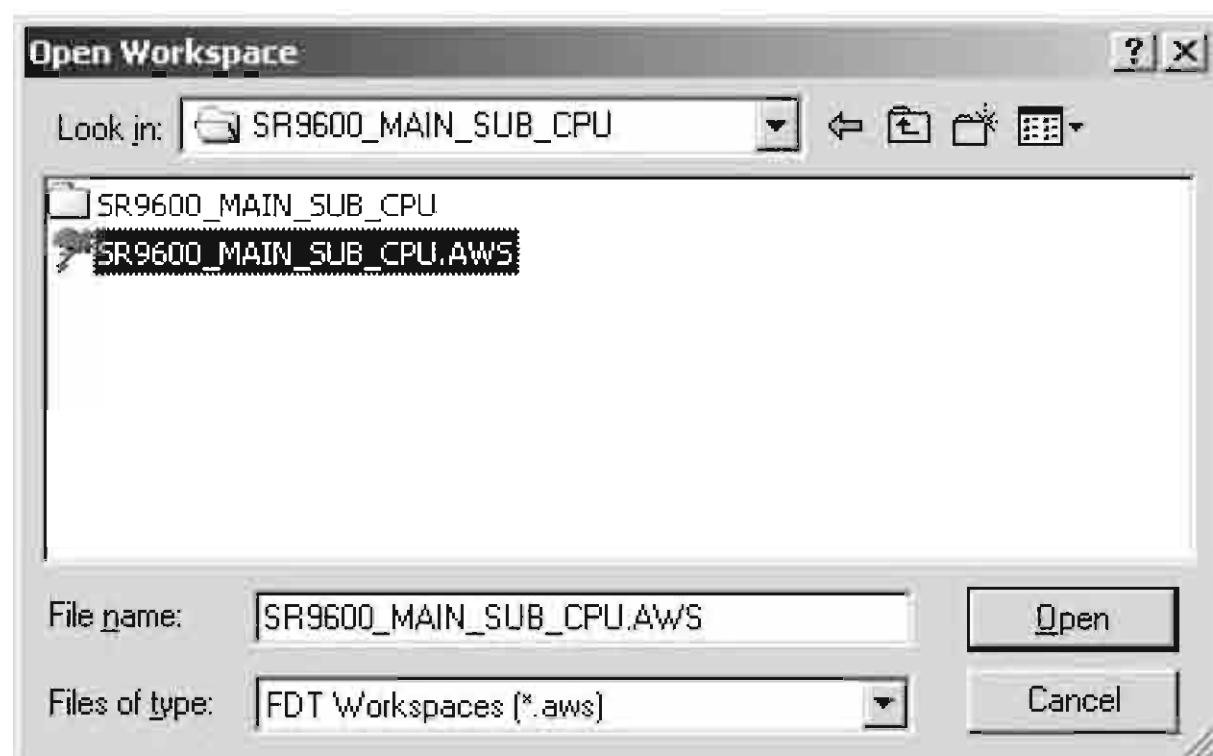 Open Workspace
Look in: SR9600_MAIN_SUB_CPU
SR9600_MAIN_SUB_CPU
SR9600_MAIN_SUB_CPU.AWS
File name: SR9600_MAIN_SUB_CPU.AWS Open
Files of type: FDT Workspaces (*.aws) Cancel